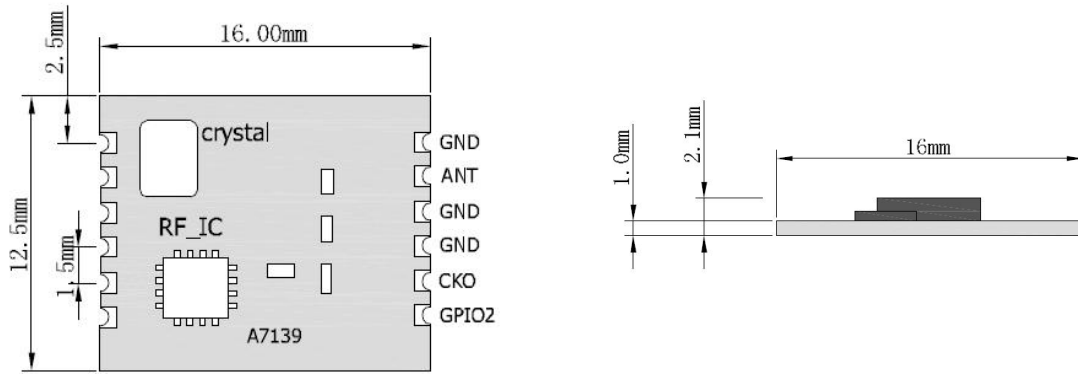 16.00mm
2.5mm
12.5mm
1.5mm
crystal
RF_IC
A7139
GND
ANT
GND
GND
CKO
GPIO2
1.0mm
2.1mm
16mm